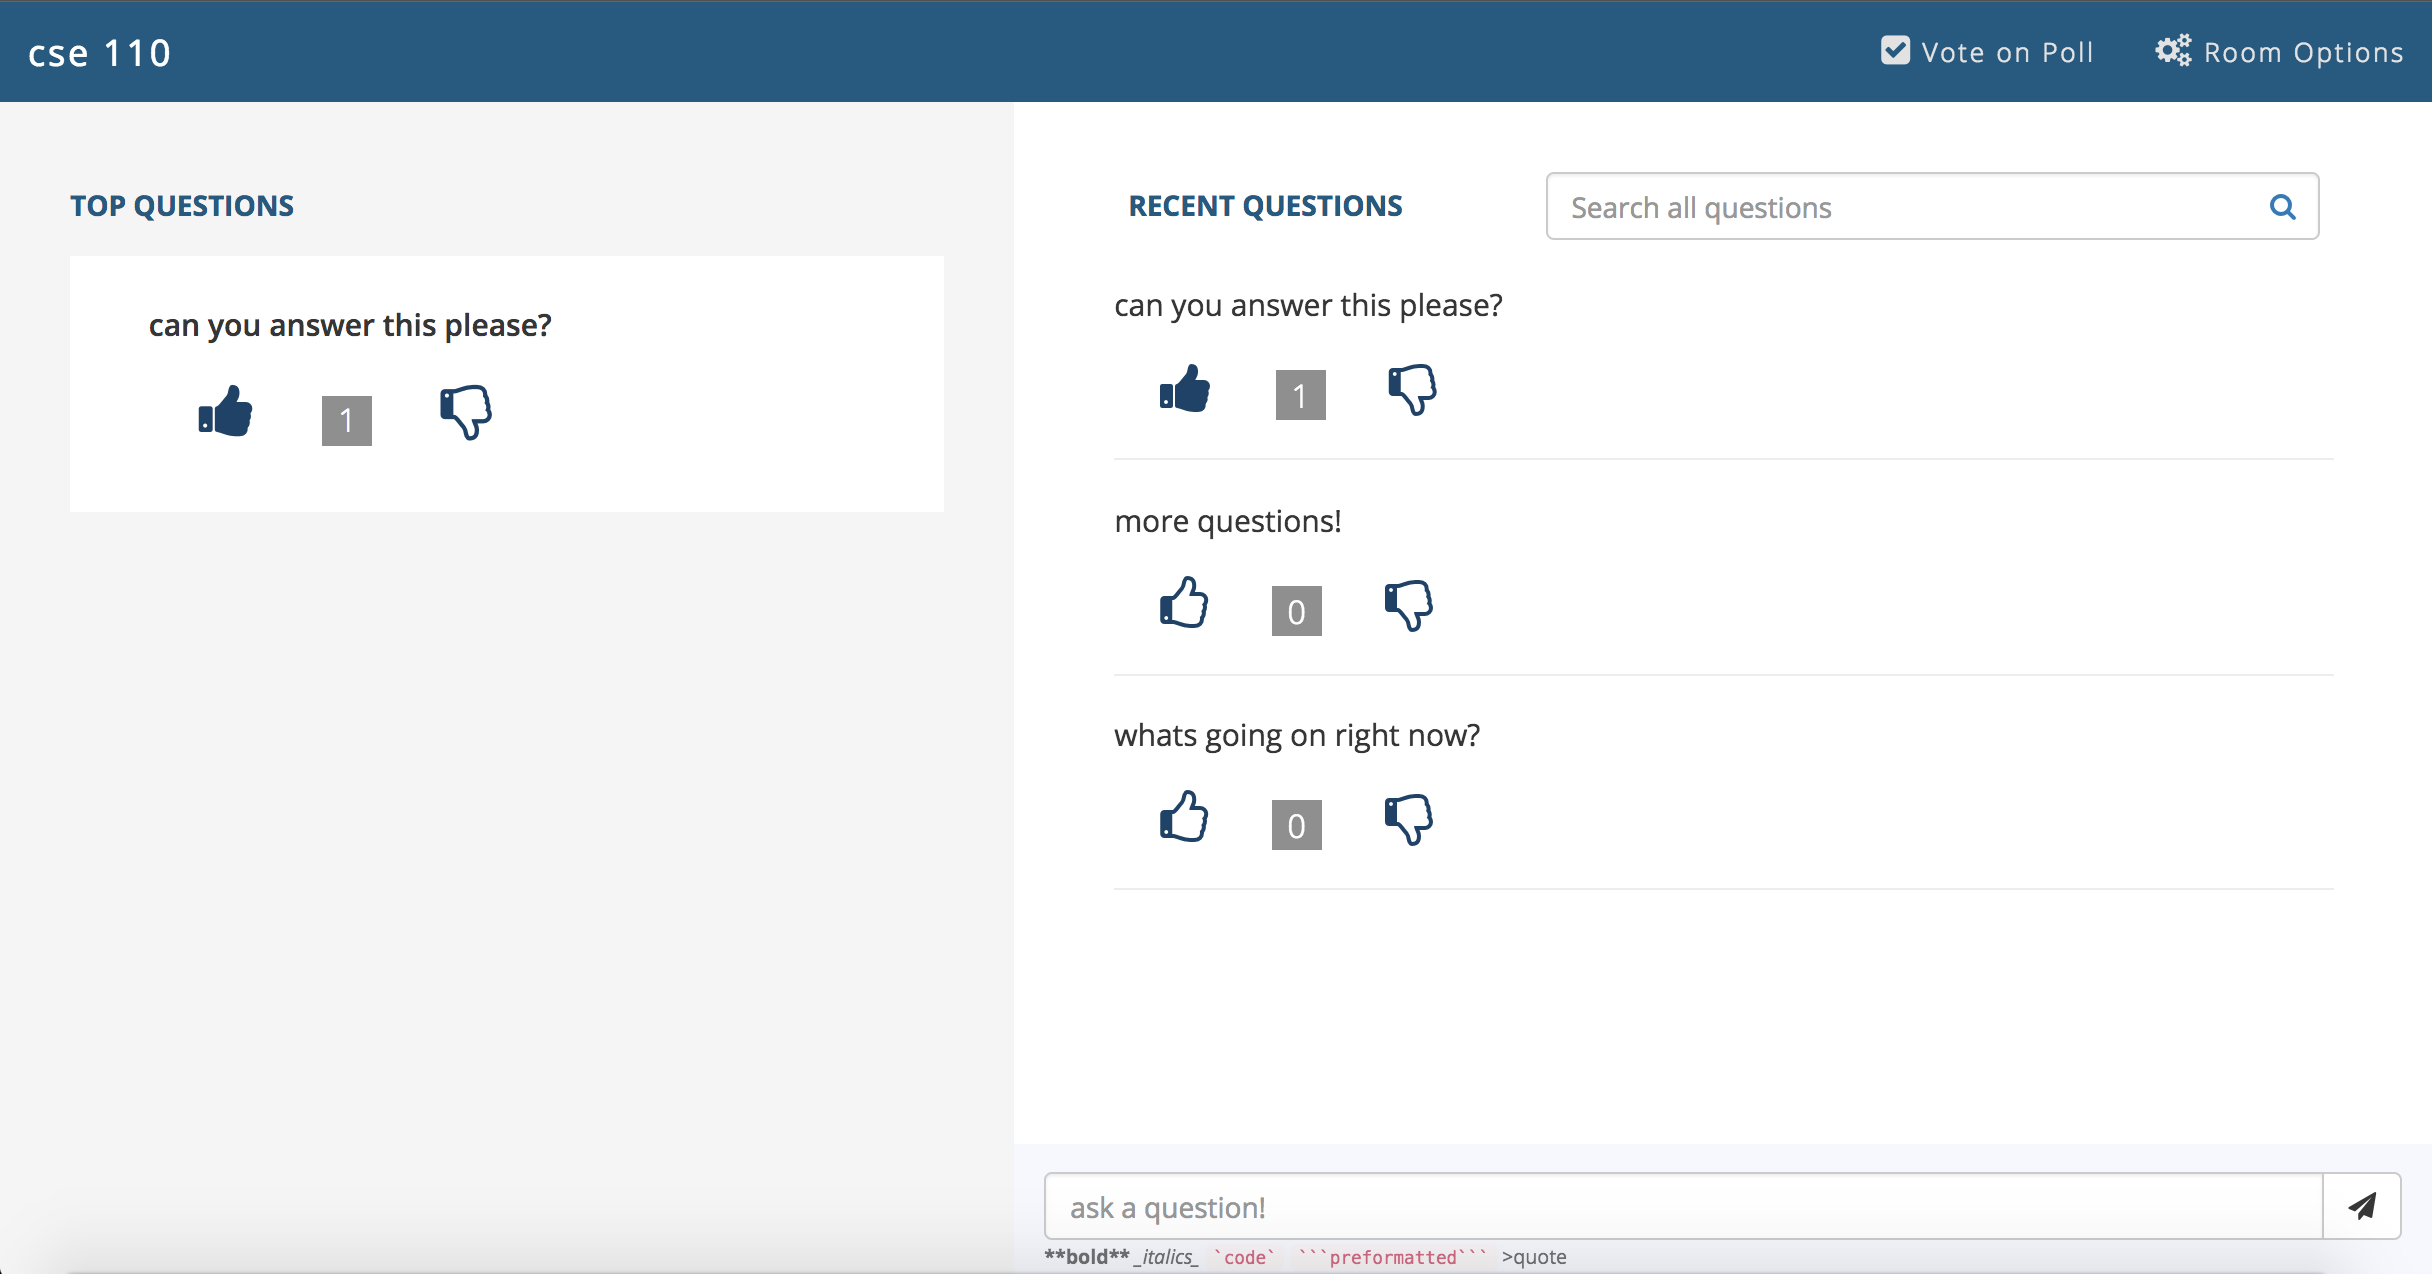 cse 110
Vote on Poll
Room Options
TOP QUESTIONS
can you answer this please?
1
RECENT QUESTIONS
Search all questions
can you answer this please?
1
more questions!
0
whats going on right now?
0
ask a question!
**bold** _italics_ `code` ```preformatted``` >quote